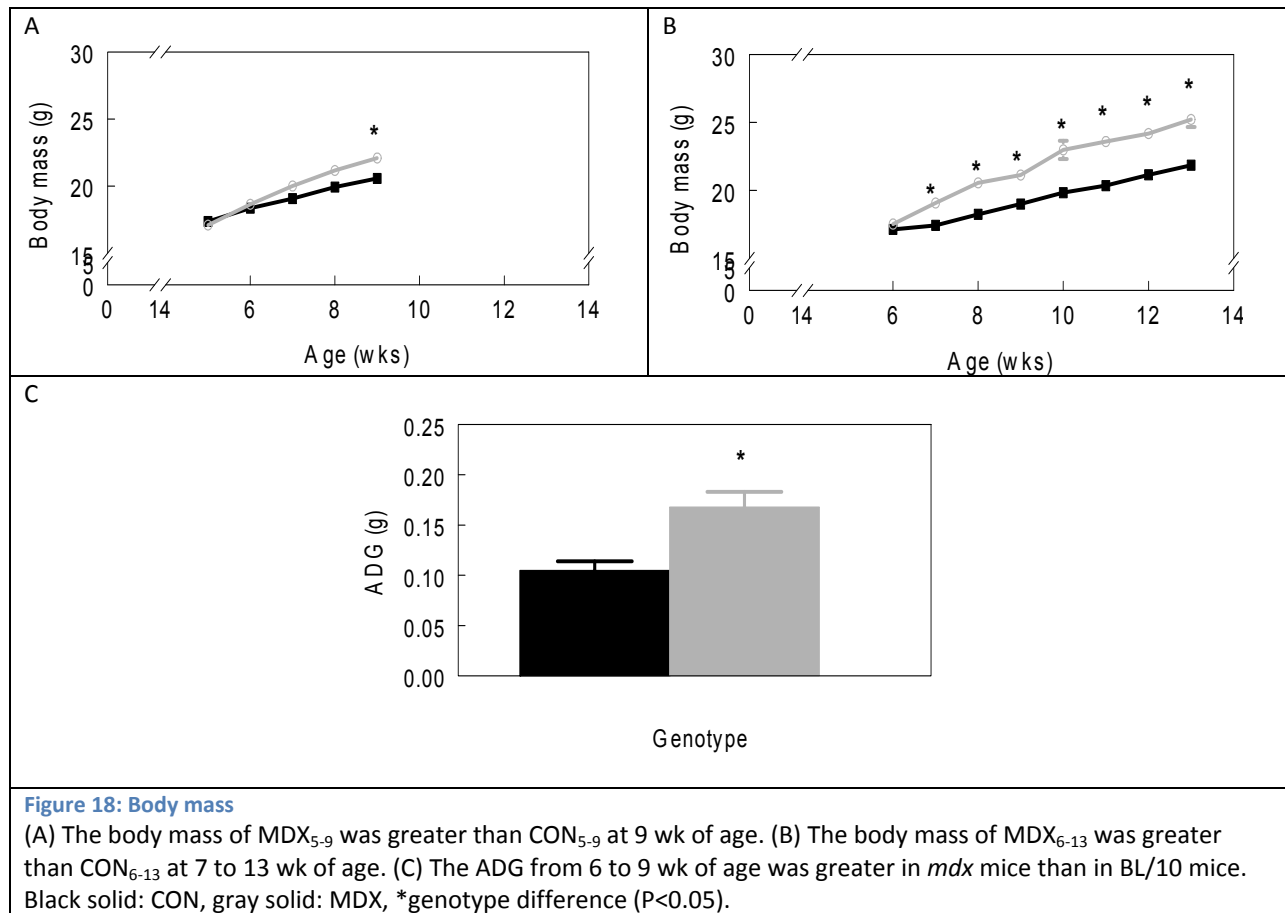 A
30
25
20
15
5
0
Body mass (g)
*
0 14 6 8 10 12 14
Age (wks)
B
30
25
20
15
5
0
Body mass (g)
* * * * * * *
0 14 6 8 10 12 14
Age (wks)
C
0.25
0.20
0.15
0.10
0.05
0.00
ADG (g)
*
Genotype
Figure 18: Body mass
(A) The body mass of MDX5-9 was greater than CON5-9 at 9 wk of age. (B) The body mass of MDX6-13 was greater
than CON6-13 at 7 to 13 wk of age. (C) The ADG from 6 to 9 wk of age was greater in mdx mice than in BL/10 mice.
Black solid: CON, gray solid: MDX, *genotype difference (P<0.05).